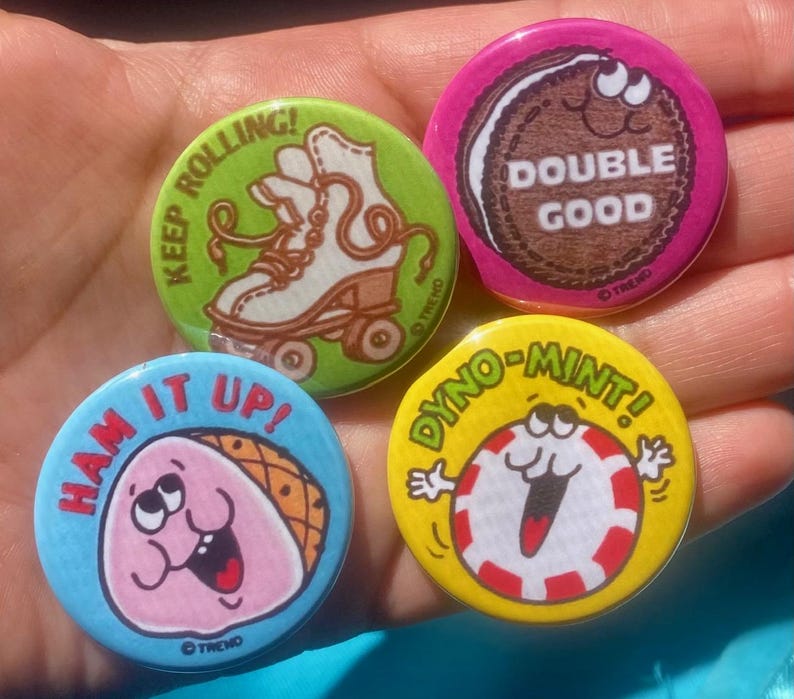 KEEP ROLLING!
© TREND
DOUBLE
GOOD
© TREND
HAM IT UP!
© TREND
DYNO-MINT!